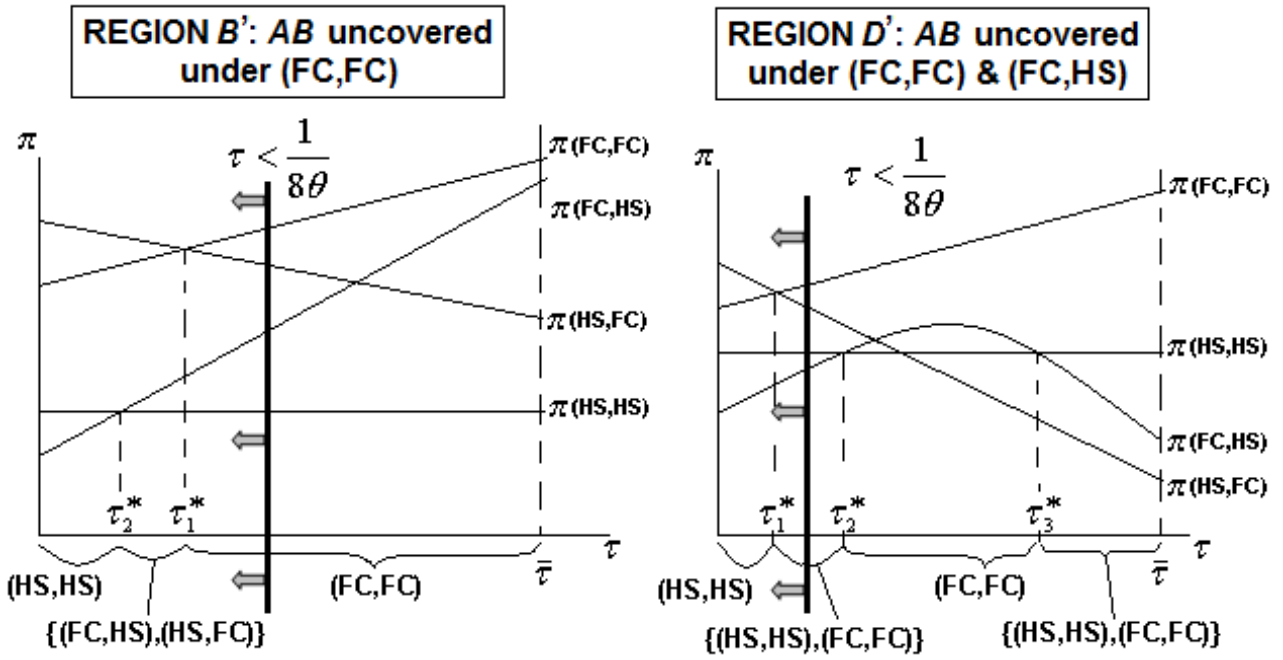 REGION B’: AB uncovered
under (FC,FC)
π
τ < 1/8θ
π(FC,FC)
π(FC,HS)
π(HS,FC)
π(HS,HS)
τ₂*
τ₁*
τ
τ̄
(HS,HS)
(FC,FC)
{(FC,HS),(HS,FC)}
REGION D’: AB uncovered
under (FC,FC) & (FC,HS)
π
τ < 1/8θ
π(FC,FC)
π(HS,HS)
π(FC,HS)
π(HS,FC)
τ₁*
τ₂*
τ₃*
τ
τ̄
(HS,HS)
(FC,FC)
{(HS,HS),(FC,FC)}
{(HS,HS),(FC,FC)}